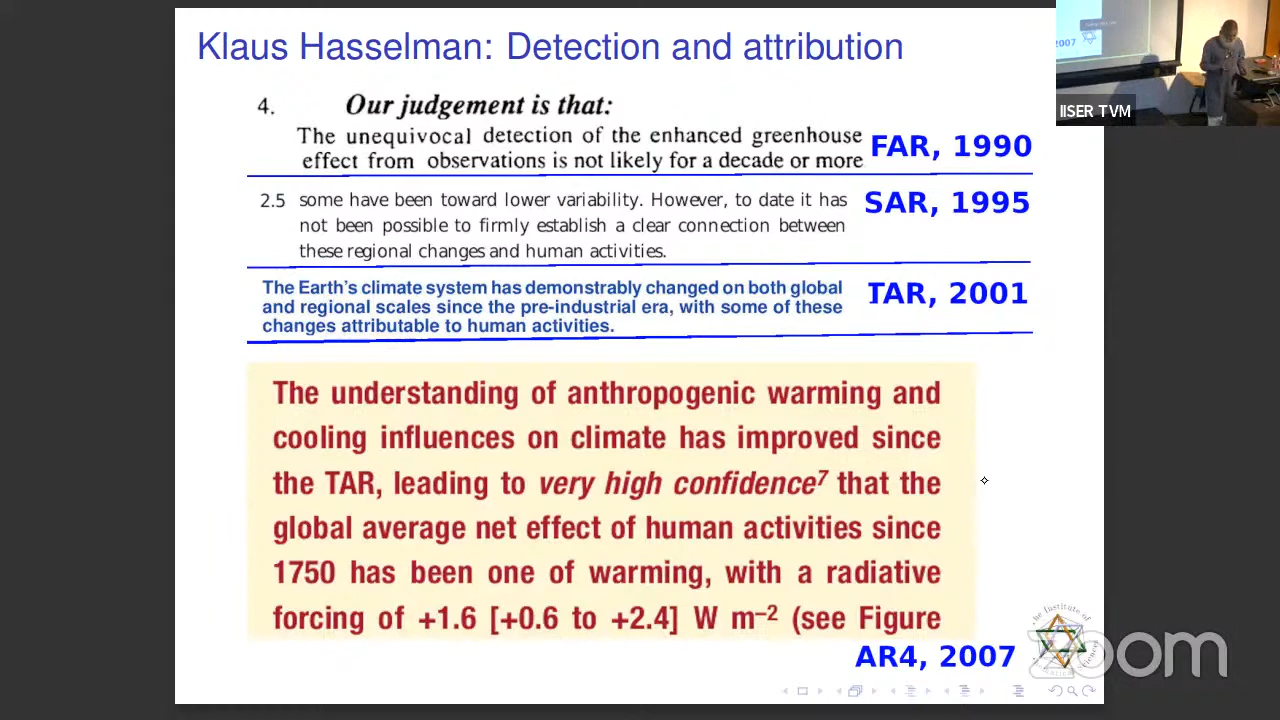 Klaus Hasselman: Detection and attribution
4. Our judgement is that:
The unequivocal detection of the enhanced greenhouse
effect from observations is not likely for a decade or more
FAR, 1990
2.5 some have been toward lower variability. However, to date it has
not been possible to firmly establish a clear connection between
these regional changes and human activities.
SAR, 1995
The Earth's climate system has demonstrably changed on both global
and regional scales since the pre-industrial era, with some of these
changes attributable to human activities.
TAR, 2001
The understanding of anthropogenic warming and
cooling influences on climate has improved since
the TAR, leading to very high confidence⁷ that the
global average net effect of human activities since
1750 has been one of warming, with a radiative
forcing of +1.6 [+0.6 to +2.4] W m⁻² (see Figure
AR4, 2007
2007
IISER TVM
zoom